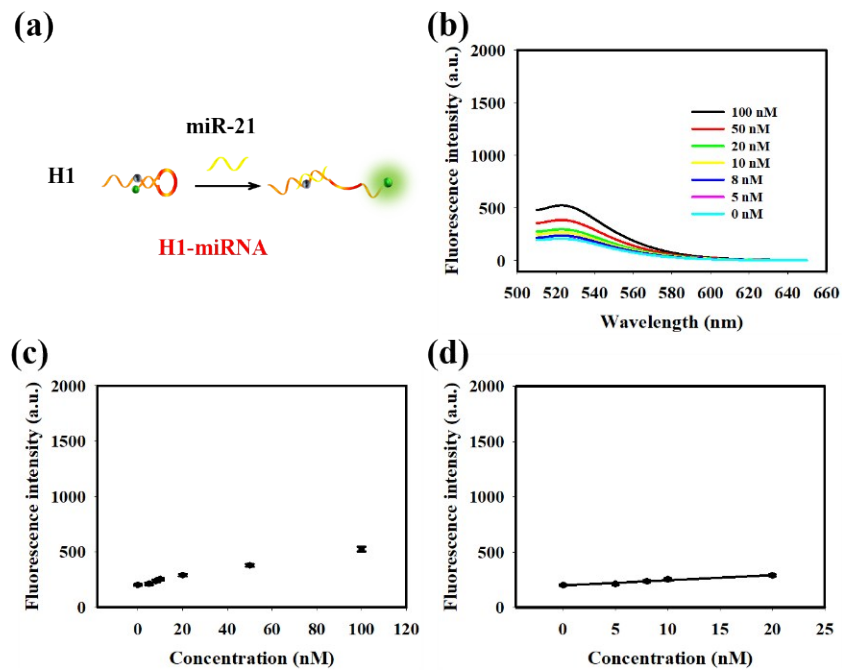 (a)
miR-21
H1
H1-miRNA
(b)
Fluorescence intensity (a.u.)
2000
1500
1000
500
0
100 nM
50 nM
20 nM
10 nM
8 nM
5 nM
0 nM
500 520 540 560 580 600 620 640 660
Wavelength (nm)
(c)
Fluorescence intensity (a.u.)
2000
1500
1000
500
0
0 20 40 60 80 100 120
Concentration (nM)
(d)
Fluorescence intensity (a.u.)
2000
1500
1000
500
0
0 5 10 15 20 25
Concentration (nM)